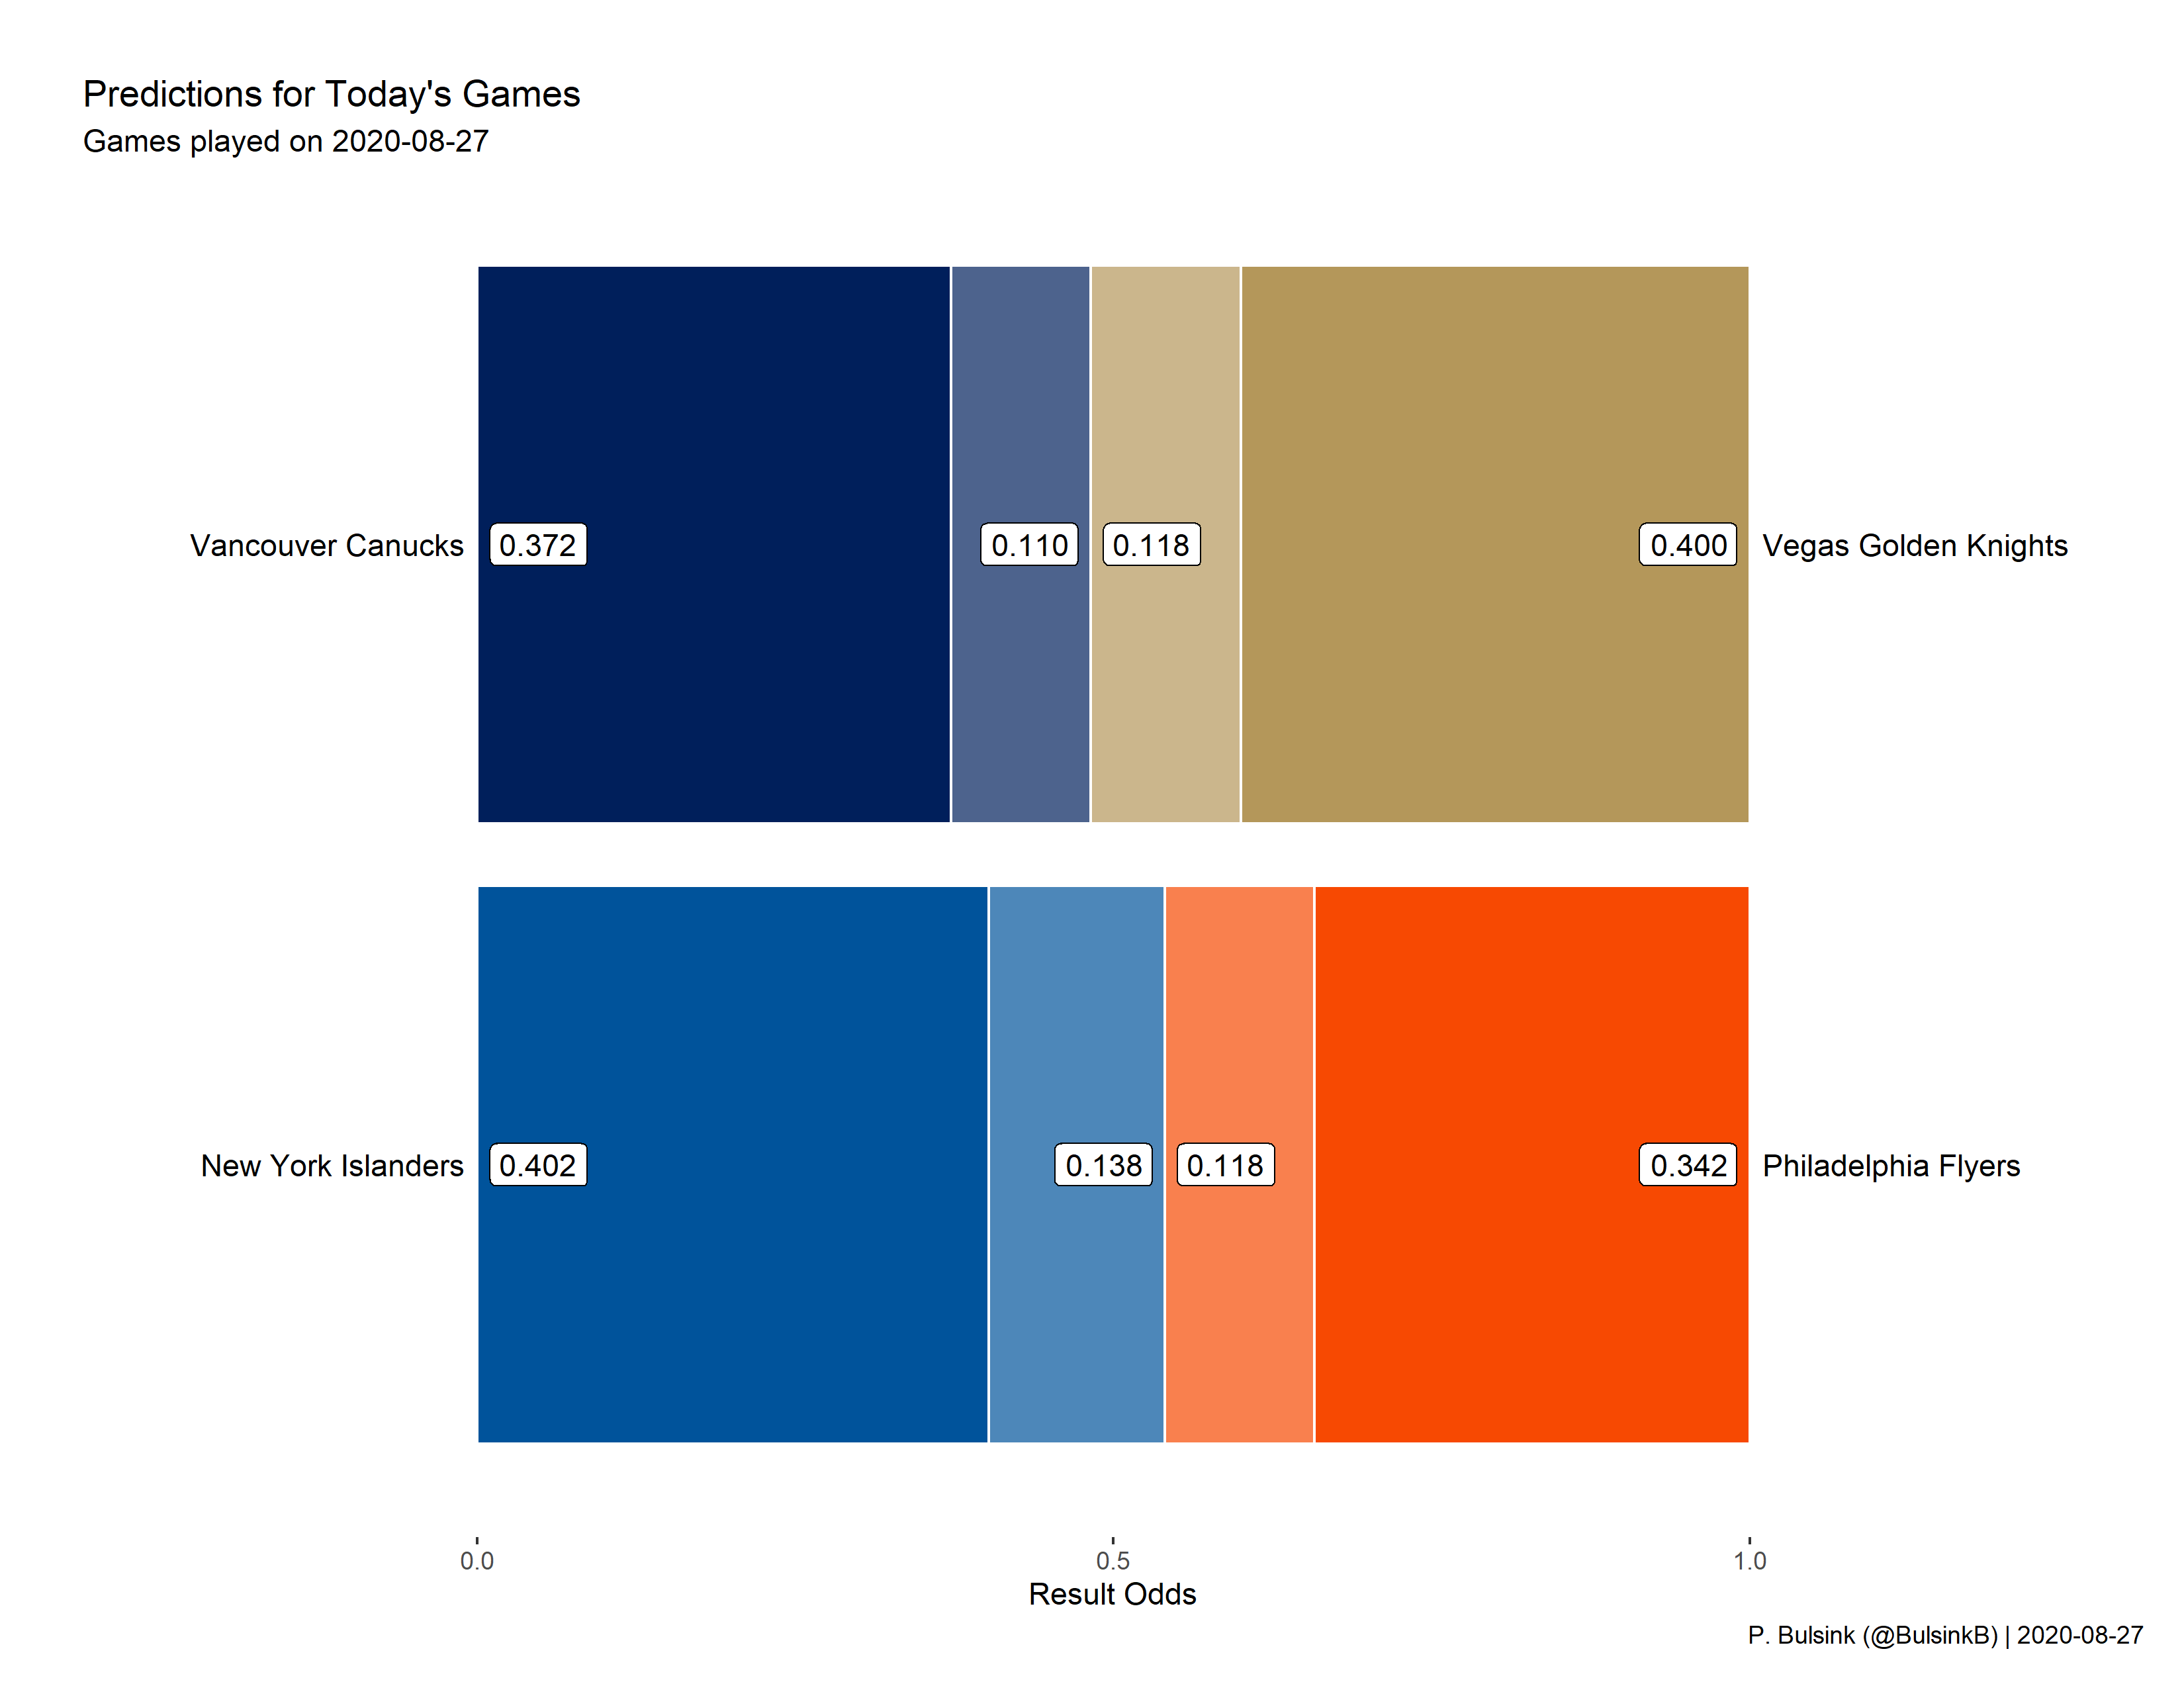 Predictions for Today's Games
Games played on 2020-08-27
Vancouver Canucks 0.372 0.110 0.118 0.400 Vegas Golden Knights
New York Islanders 0.402 0.138 0.118 0.342 Philadelphia Flyers
0.0 0.5 1.0
Result Odds
P. Bulsink (@BulsinkB) | 2020-08-27